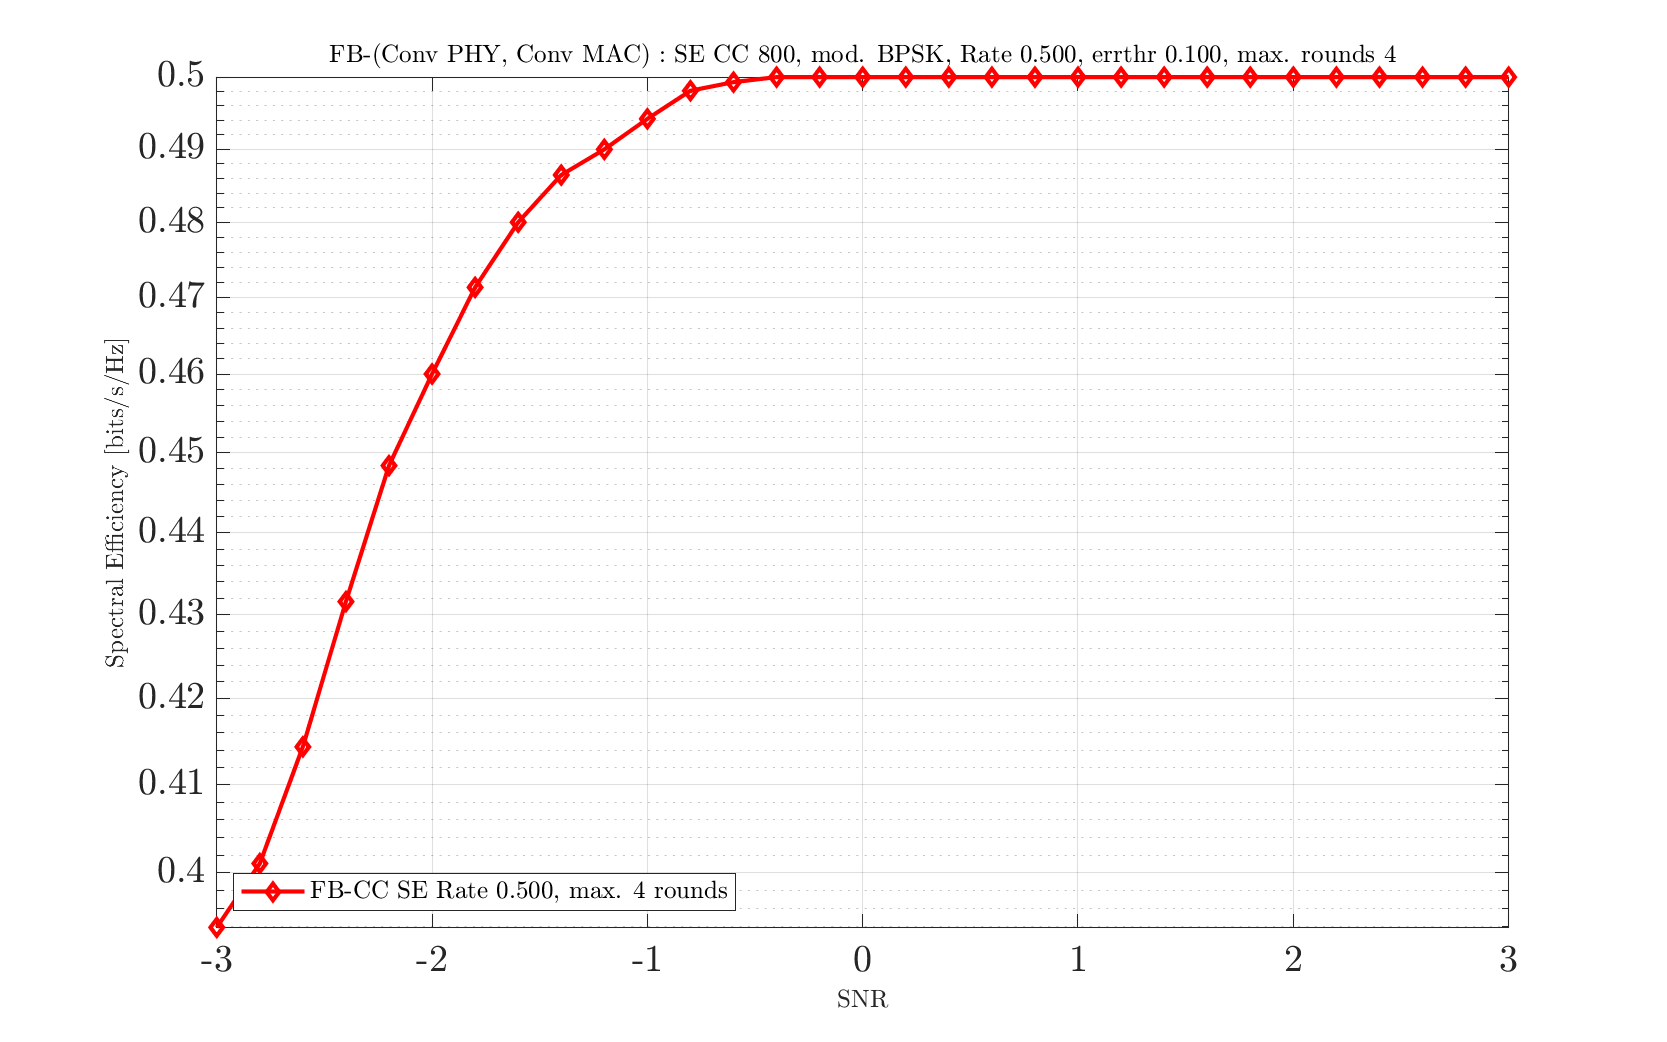 FB-(Conv PHY, Conv MAC) : SE CC 800, mod. BPSK, Rate 0.500, errthr 0.100, max. rounds 4
0.5
0.49
0.48
0.47
0.46
0.45
0.44
0.43
0.42
0.41
0.4
Spectral Efficiency [bits/s/Hz]
FB-CC SE Rate 0.500, max. 4 rounds
-3 -2 -1 0 1 2 3
SNR